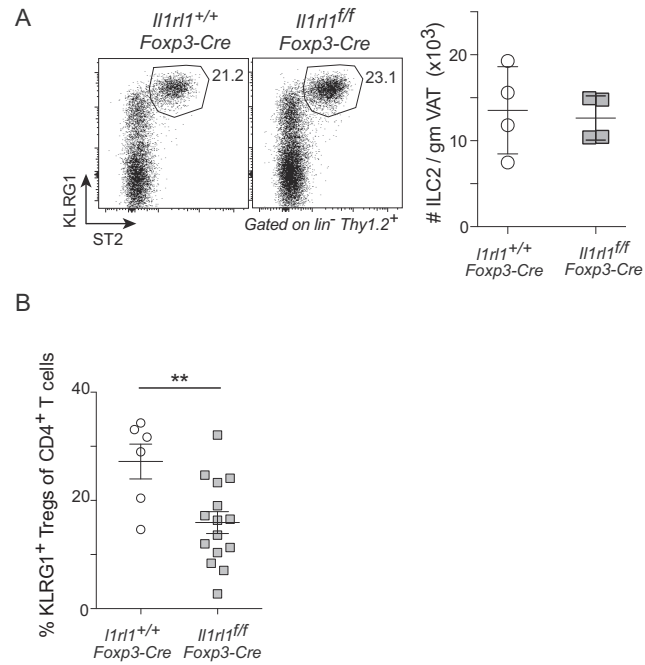 A
Il1rl1+/+
Foxp3-Cre
Il1rl1f/f
Foxp3-Cre
21.2
23.1
KLRG1
ST2
Gated on lin- Thy1.2+
# ILC2 / gm VAT (x10³)
20
10
0
l1rl1+/+
Foxp3-Cre
Il1rl1f/f
Foxp3-Cre
B
% KLRG1+ Tregs of CD4+ T cells
**
40
20
0
l1rl1+/+
Foxp3-Cre
Il1rl1f/f
Foxp3-Cre